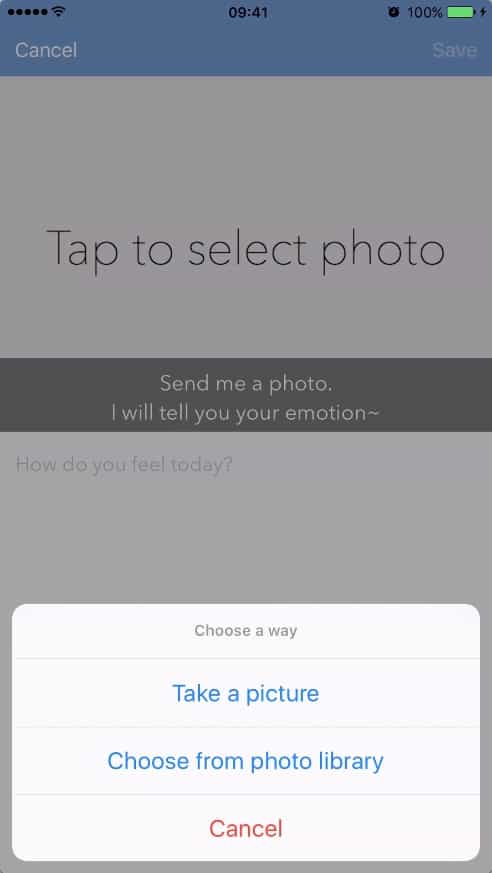 09:41 100%
Cancel Save
Tap to select photo
Send me a photo.
I will tell you your emotion~
How do you feel today?
Choose a way
Take a picture
Choose from photo library
Cancel